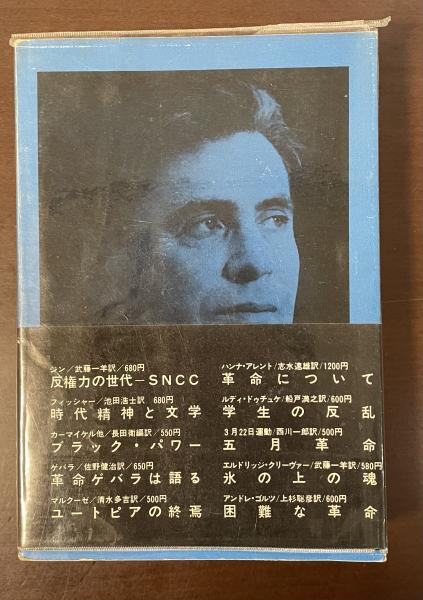 ジン／武藤一羊訳／680円
反権力の世代－SNCC
フィッシャー／池田浩士訳／680円
時代精神と文学
カーマイケル他／長田衛編訳／550円
ブラック・パワー
ゲバラ／佐野健治訳／650円
革命ゲバラは語る
マルクーゼ／清水多吉訳／500円
ユートピアの終焉
ハンナ・アレント／志水速雄訳／1200円
革命について
ルディ・ドゥチュケ／船戸満之訳／600円
学生の反乱
3月22日運動／西川一郎訳／500円
五月革命
エルドリッジ・クリーヴァー／武藤一羊訳／580円
氷の上の魂
アンドレ・ゴルツ／上杉聡彦訳／600円
困難な革命